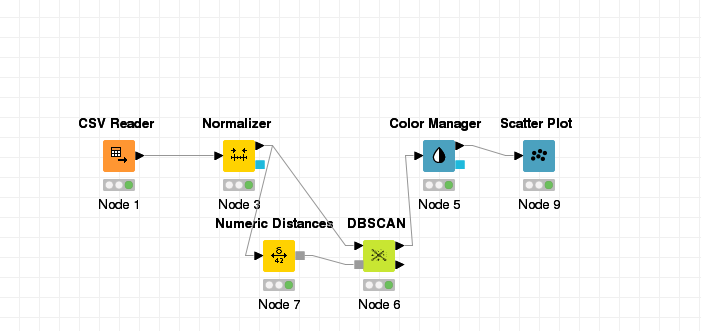 CSV Reader
Normalizer
Color Manager
Scatter Plot
Node 1
Node 3
Node 5
Node 9
Numeric Distances
DBSCAN
δ
42
Node 7
Node 6